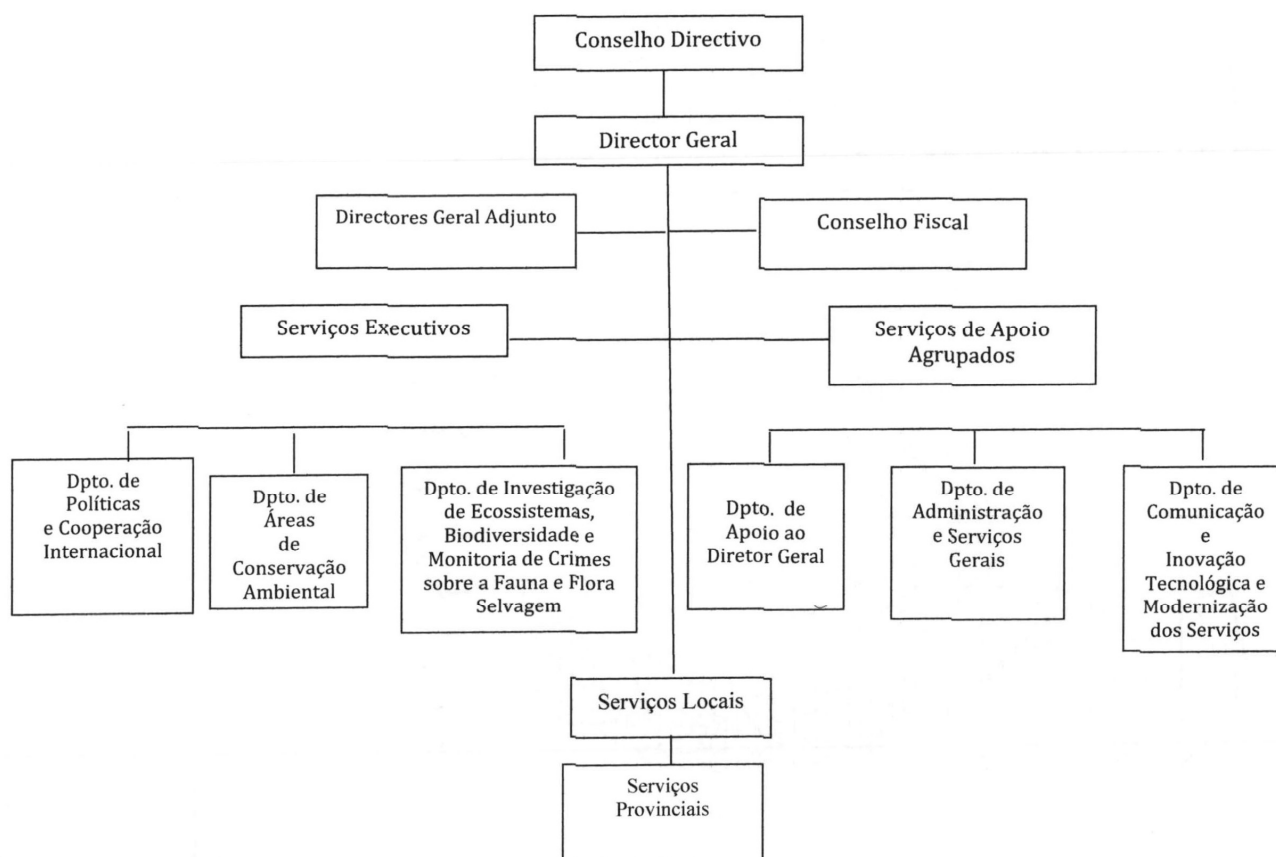 Conselho Directivo
Director Geral
Directores Geral Adjunto
Conselho Fiscal
Serviços Executivos
Serviços de Apoio
Agrupados
Dpto. de
Políticas
e Cooperação
Internacional
Dpto. de
Áreas
de
Conservação
Ambiental
Dpto. de Investigação
de Ecossistemas,
Biodiversidade e
Monitoria de Crimes
sobre a Fauna e Flora
Selvagem
Dpto. de
Apoio ao
Diretor Geral
Dpto. de
Administração
e Serviços
Gerais
Dpto. de
Comunicação
e
Inovação
Tecnológica e
Modernização
dos Serviços
Serviços Locais
Serviços
Provinciais